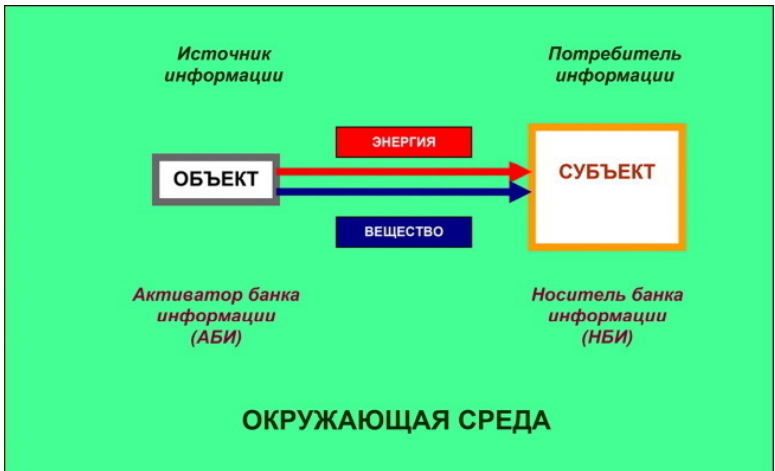 Источник
информации
Потребитель
информации
ЭНЕРГИЯ
ОБЪЕКТ
СУБЪЕКТ
ВЕЩЕСТВО
Активатор банка
информации
(АБИ)
Носитель банка
информации
(НБИ)
ОКРУЖАЮЩАЯ СРЕДА